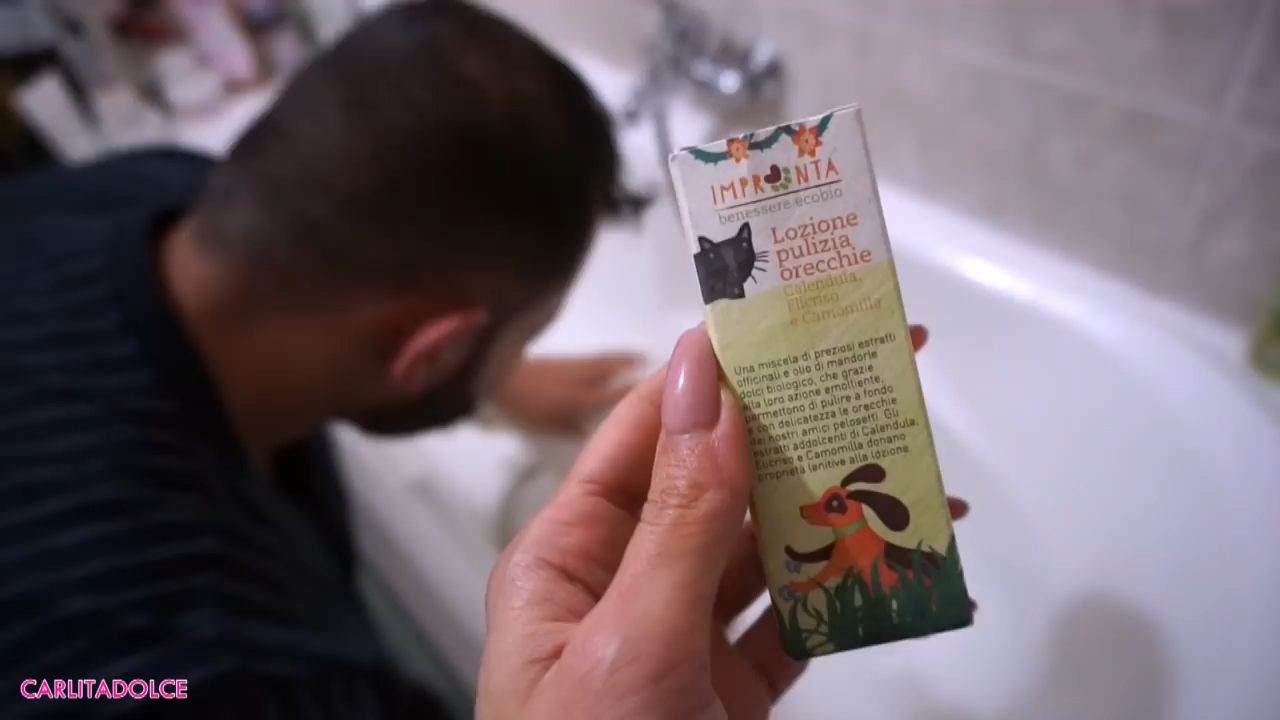 IMPRONTA
benessere ecobio
Lozione
pulizia
orecchie
Calendula,
Elicriso
e Camomilla
Una miscela di preziosi estratti
officinali e olio di mandorle
dolci biologico, che grazie
alla loro azione emolliente,
permettono di pulire a fondo
e con delicatezza le orecchie
dei nostri amici pelosetti. Gli
estratti addolcenti di Calendula,
Elicriso e Camomilla donano
proprietà lenitive alla lozione.
CARLITADOLCE